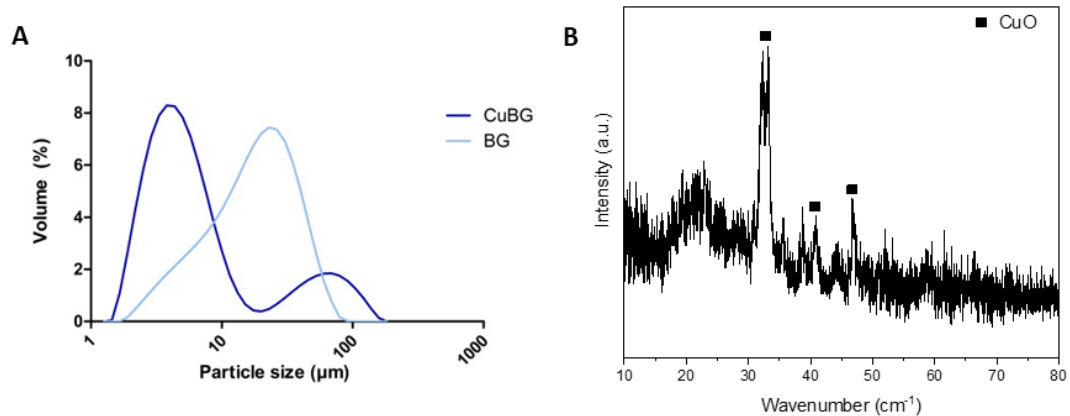 A
10
8
6
4
2
0
Volume (%)
1
10
100
1000
Particle size (µm)
CuBG
BG
B
CuO
Intensity (a.u.)
10
20
30
40
50
60
70
80
Wavenumber (cm⁻¹)